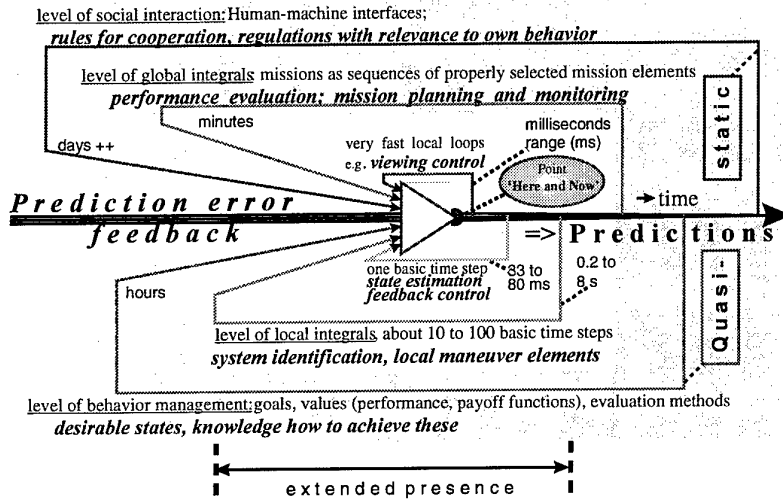 level of social interaction: Human-machine interfaces;
rules for cooperation, regulations with relevance to own behavior
level of global integrals missions as sequences of properly selected mission elements
performance evaluation; mission planning and monitoring
minutes
days ++
very fast local loops
e.g. viewing control
milliseconds
range (ms)
Point
'Here and Now'
static
time
Prediction error
feedback
=> Predictions
one basic time step
state estimation
feedback control
33 to
80 ms
0.2 to
8 s
Quasi-
hours
level of local integrals, about 10 to 100 basic time steps
system identification, local maneuver elements
level of behavior management: goals, values (performance, payoff functions), evaluation methods
desirable states, knowledge how to achieve these
extended presence